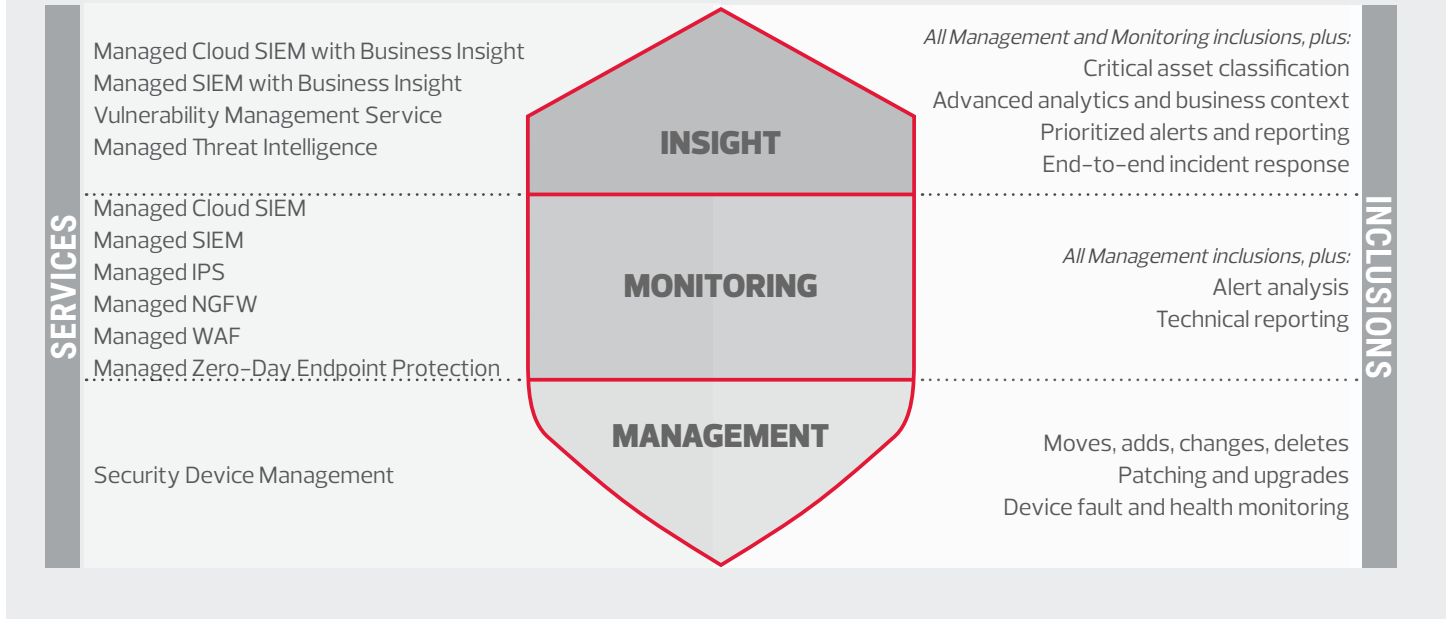 SERVICES
Managed Cloud SIEM with Business Insight
Managed SIEM with Business Insight
Vulnerability Management Service
Managed Threat Intelligence
INSIGHT
All Management and Monitoring inclusions, plus:
Critical asset classification
Advanced analytics and business context
Prioritized alerts and reporting
End-to-end incident response
Managed Cloud SIEM
Managed SIEM
Managed IPS
Managed NGFW
Managed WAF
Managed Zero-Day Endpoint Protection
MONITORING
All Management inclusions, plus:
Alert analysis
Technical reporting
Security Device Management
MANAGEMENT
Moves, adds, changes, deletes
Patching and upgrades
Device fault and health monitoring
INCLUSIONS